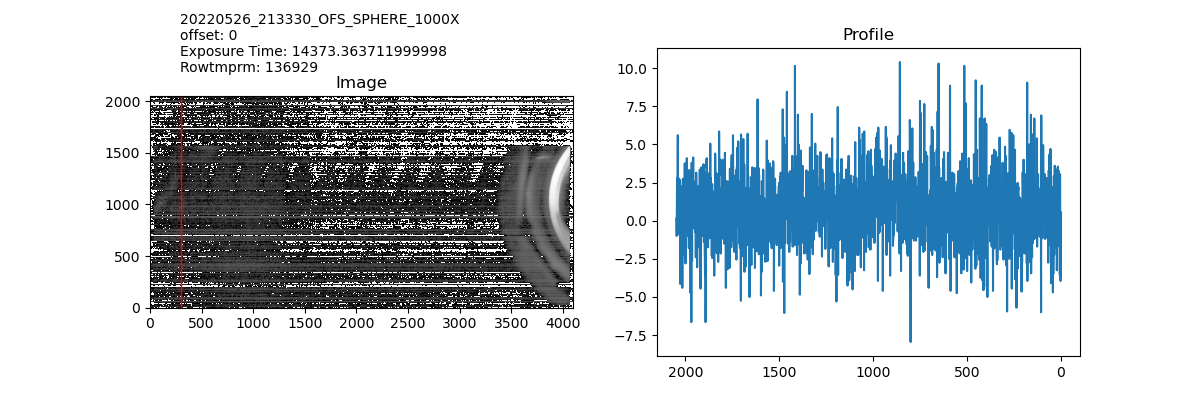 20220526_213330_OFS_SPHERE_1000X
offset: 0
Exposure Time: 14373.363711999998
Rowtmprm: 136929
Image
2000
1500
1000
500
0
0 500 1000 1500 2000 2500 3000 3500 4000
Profile
10.0
7.5
5.0
2.5
0.0
−2.5
−5.0
−7.5
2000 1500 1000 500 0